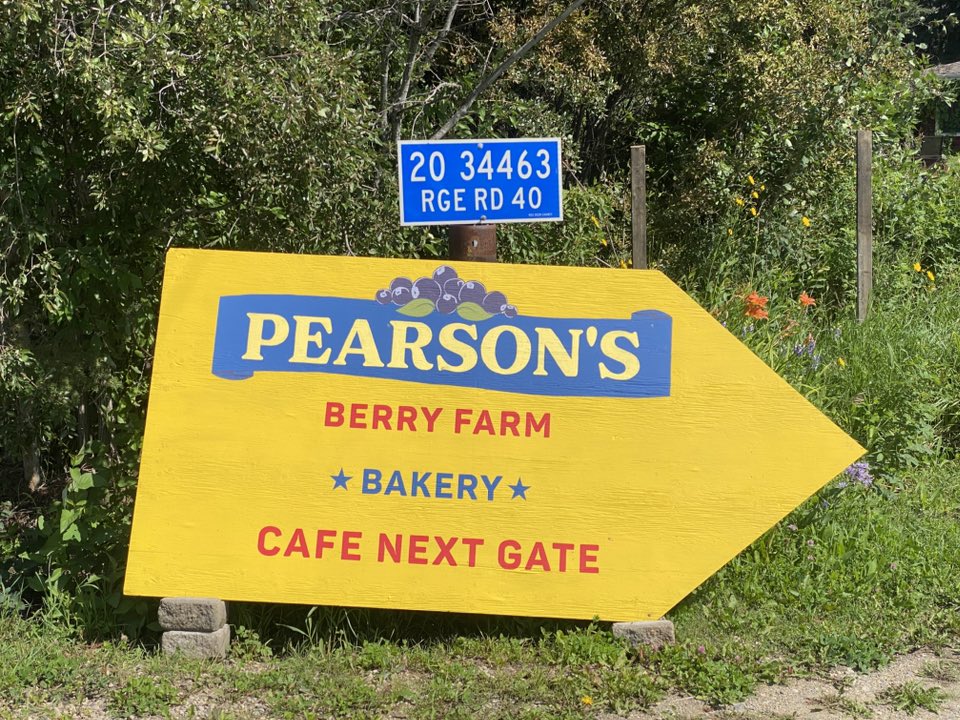 20 34463
RGE RD 40
PEARSON'S
BERRY FARM
★BAKERY★
CAFE NEXT GATE